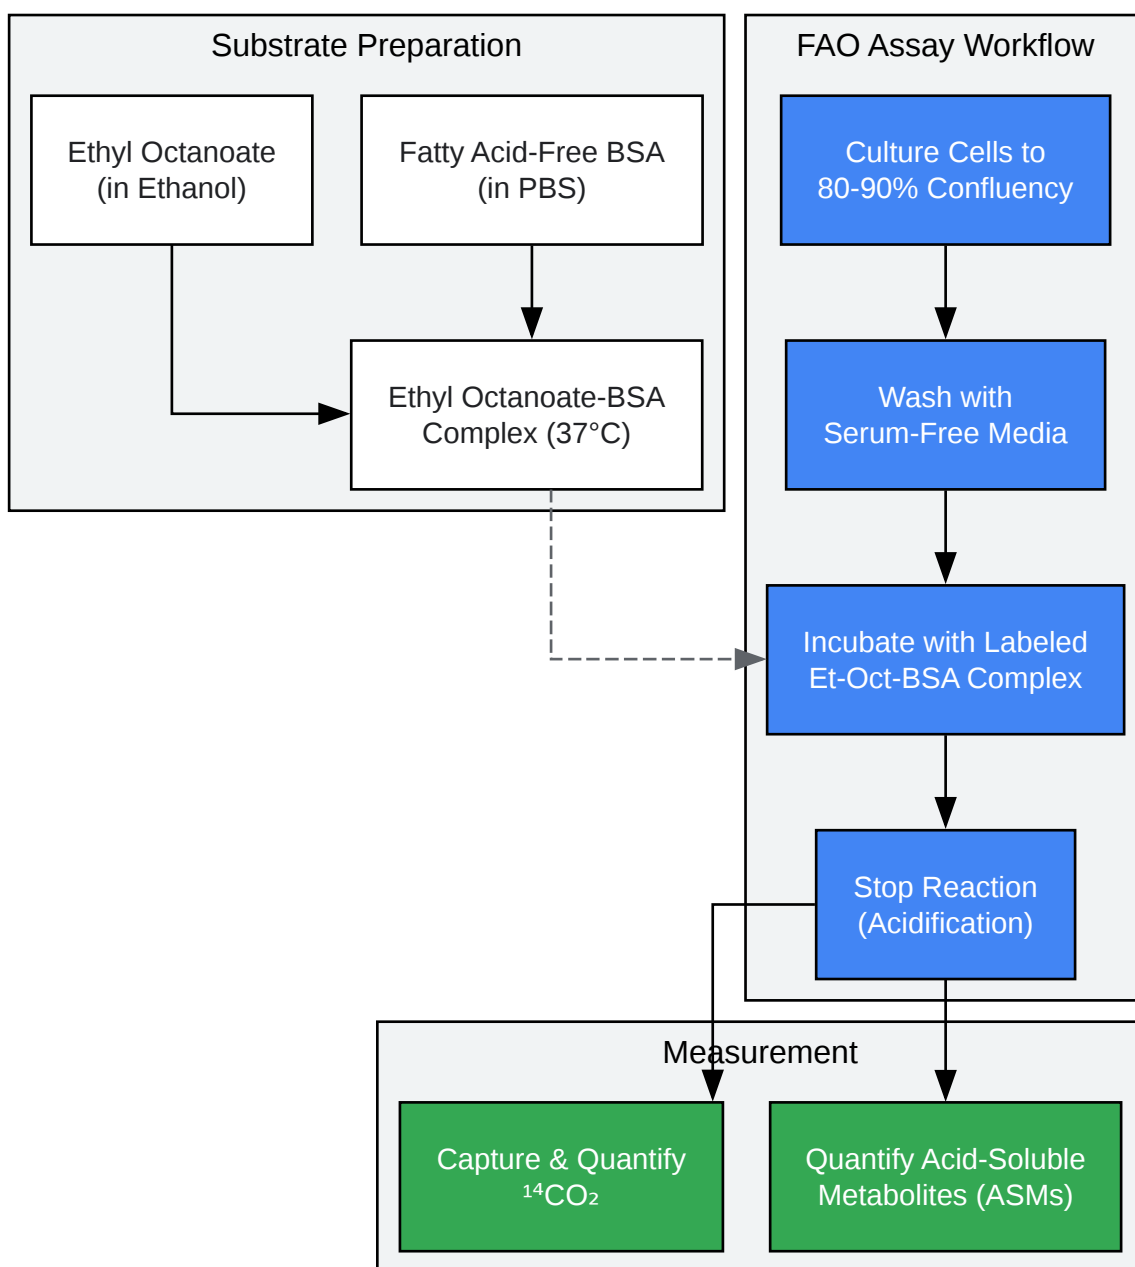 Substrate Preparation
Ethyl Octanoate
(in Ethanol)
Fatty Acid-Free BSA
(in PBS)
Ethyl Octanoate-BSA
Complex (37°C)
FAO Assay Workflow
Culture Cells to
80-90% Confluency
Wash with
Serum-Free Media
Incubate with Labeled
Et-Oct-BSA Complex
Stop Reaction
(Acidification)
Measurement
Capture & Quantify
¹⁴CO₂
Quantify Acid-Soluble
Metabolites (ASMs)